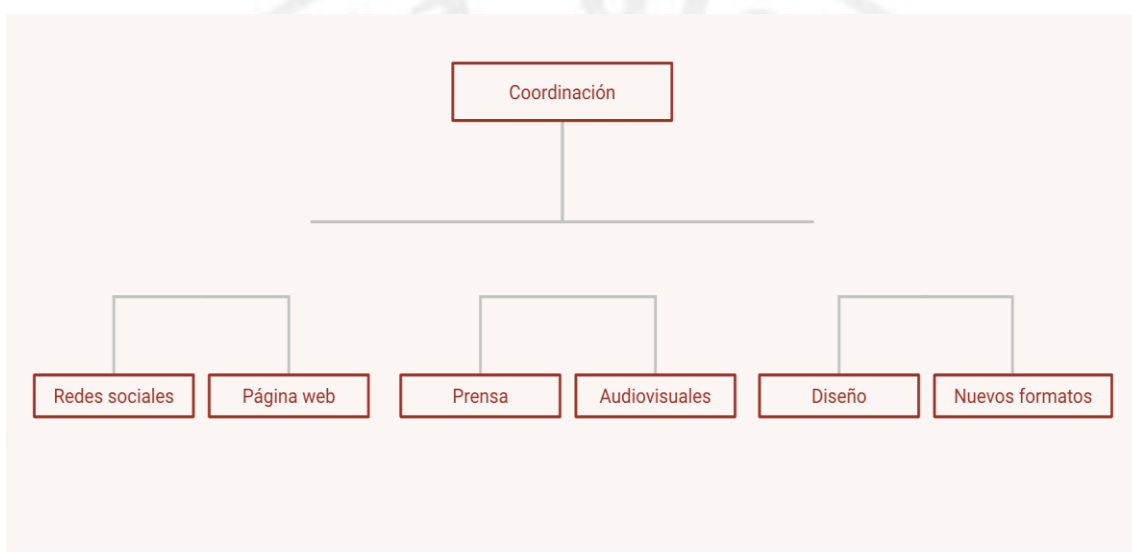 Coordinación
Redes sociales
Página web
Prensa
Audiovisuales
Diseño
Nuevos formatos